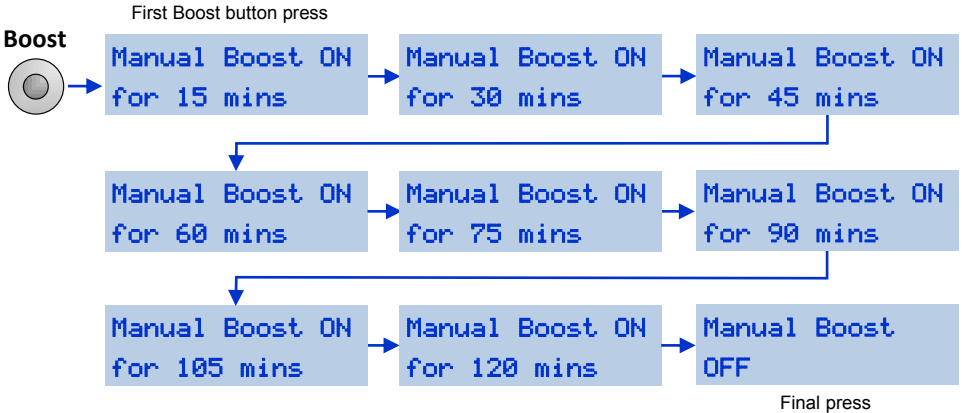 First Boost button press
Boost
Manual Boost ON
for 15 mins
Manual Boost ON
for 30 mins
Manual Boost ON
for 45 mins
Manual Boost ON
for 60 mins
Manual Boost ON
for 75 mins
Manual Boost ON
for 90 mins
Manual Boost ON
for 105 mins
Manual Boost ON
for 120 mins
Manual Boost
OFF
Final press